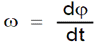 ω = dφ/dt